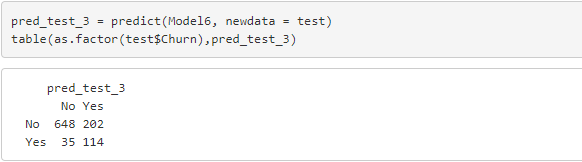 pred_test_3 = predict(Model6, newdata = test)
table(as.factor(test$Churn),pred_test_3)
pred_test_3
No Yes
No 648 202
Yes 35 114